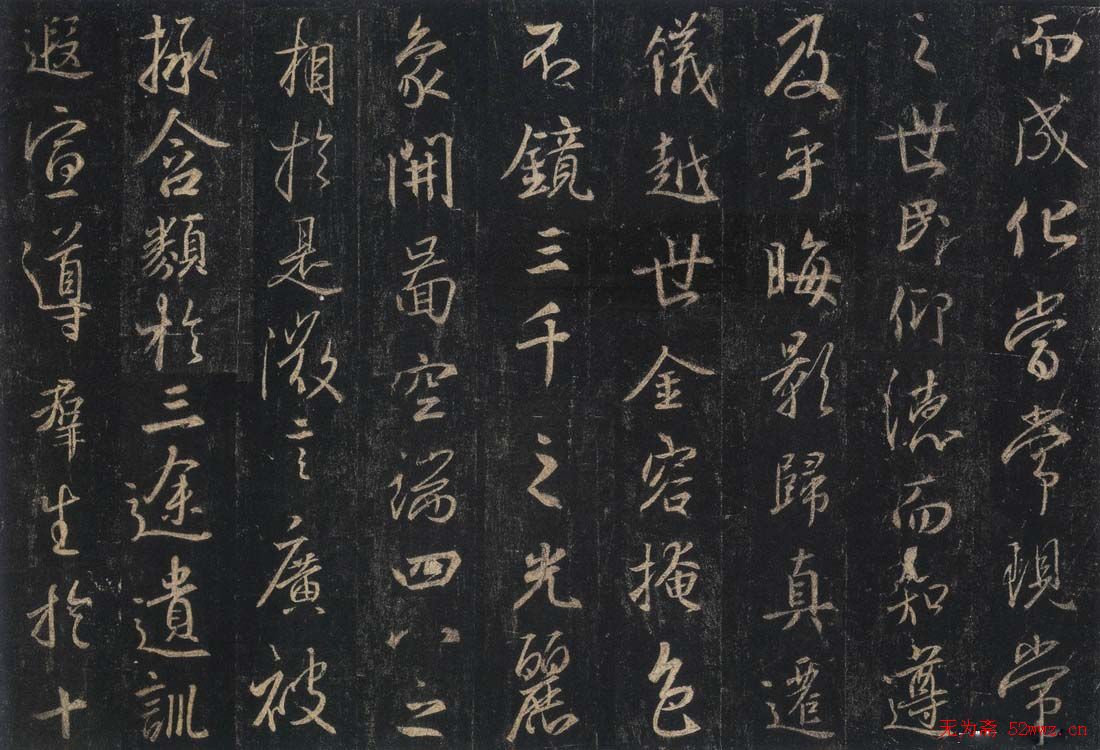 而成化當常現常
之世民仰德而知遵
及乎晦影歸真遷
儀越世金容掩色
不鏡三千之光麗
象開圖空端四八之
相於是微言廣被
拯含類於三途遺訓
遐宣導群生於十
无为斋 52wwz.cn